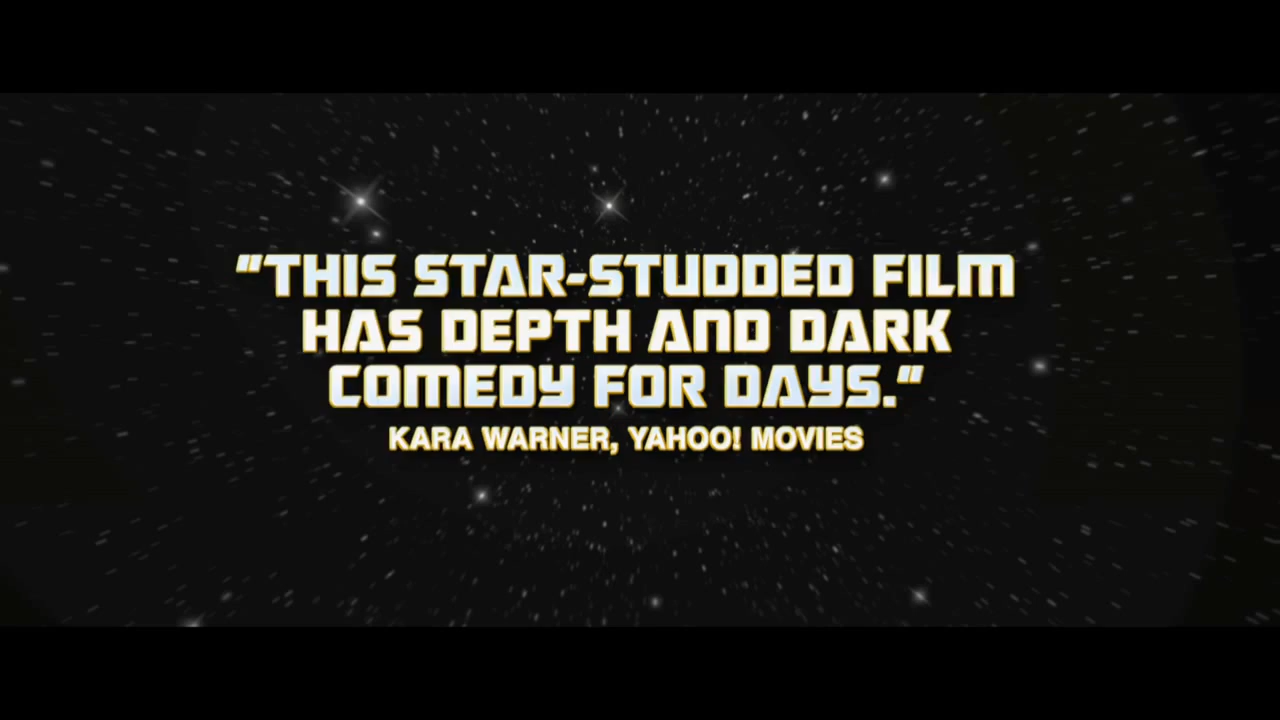 "THIS STAR-STUDDED FILM
HAS DEPTH AND DARK
COMEDY FOR DAYS."
KARA WARNER, YAHOO! MOVIES